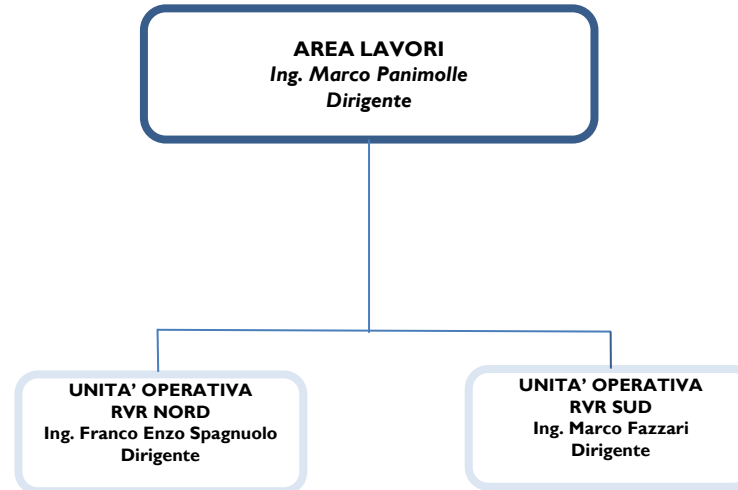 AREA LAVORI
Ing. Marco Panimolle
Dirigente
UNITA’ OPERATIVA
RVR NORD
Ing. Franco Enzo Spagnuolo
Dirigente
UNITA’ OPERATIVA
RVR SUD
Ing. Marco Fazzari
Dirigente